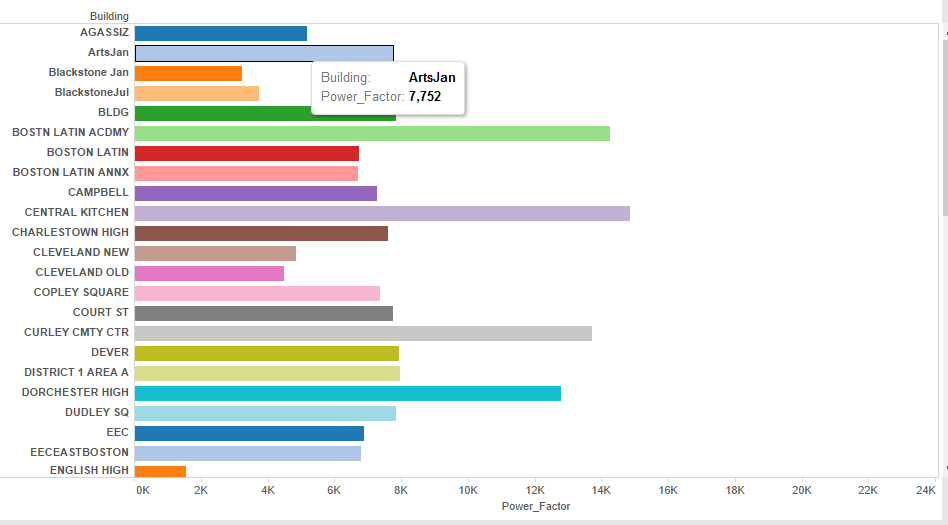 Building
AGASSIZ
ArtsJan
Blackstone Jan
BlackstoneJul
BLDG
BOSTN LATIN ACDMY
BOSTON LATIN
BOSTON LATIN ANNX
CAMPBELL
CENTRAL KITCHEN
CHARLESTOWN HIGH
CLEVELAND NEW
CLEVELAND OLD
COPLEY SQUARE
COURT ST
CURLEY CMTY CTR
DEVER
DISTRICT 1 AREA A
DORCHESTER HIGH
DUDLEY SQ
EEC
EECEASTBOSTON
ENGLISH HIGH
Building: ArtsJan
Power_Factor: 7,752
0K 2K 4K 6K 8K 10K 12K 14K 16K 18K 20K 22K 24K
Power_Factor